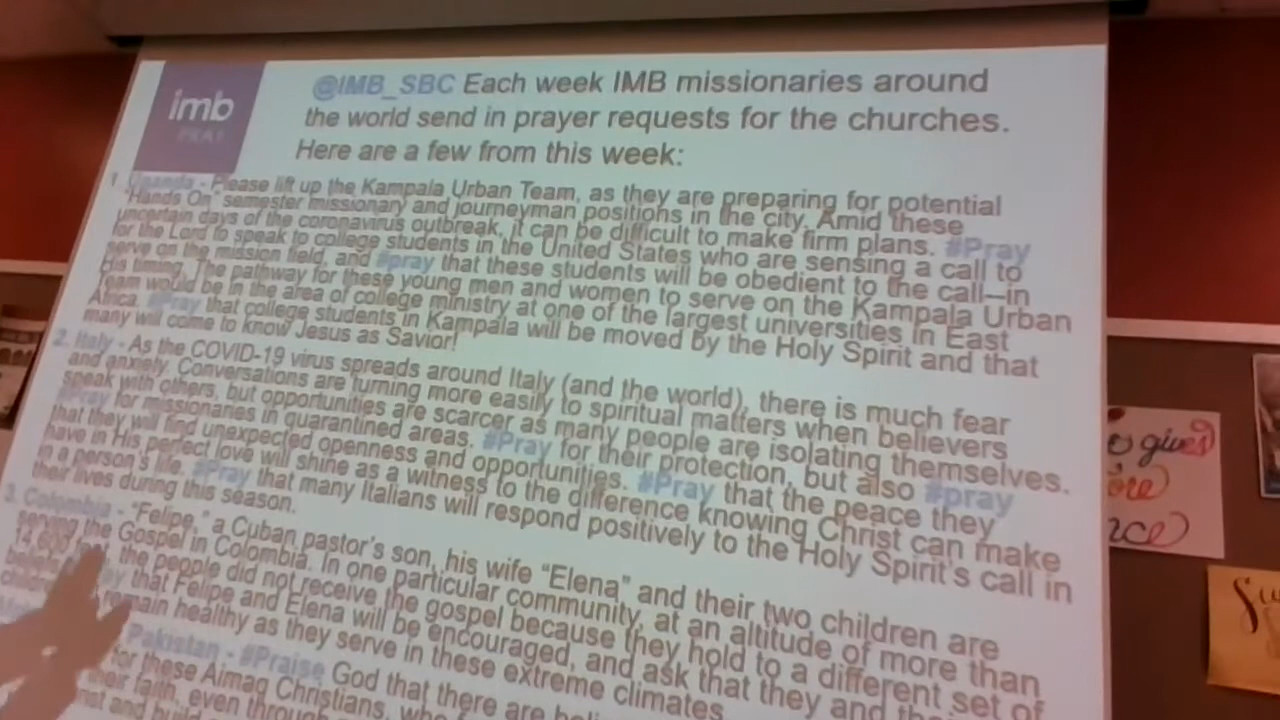 imb
PRAY
@IMB_SBC Each week IMB missionaries around
the world send in prayer requests for the churches.
Here are a few from this week:
1. Uganda - Please lift up the Kampala Urban Team, as they are preparing for potential
"Hands On" semester missionary and journeyman positions in the city. Amid these
uncertain days of the coronavirus outbreak, it can be difficult to make firm plans. #Pray
for the Lord to speak to college students in the United States who are sensing a call to
serve on the mission field, and #pray that these students will be obedient to the call—in
His timing. The pathway for these young men and women to serve on the Kampala Urban
Team would be in the area of college ministry at one of the largest universities in East
Africa. #Pray that college students in Kampala will be moved by the Holy Spirit and that
many will come to know Jesus as Savior!
2. Italy - As the COVID-19 virus spreads around Italy (and the world), there is much fear
and anxiety. Conversations are turning more easily to spiritual matters when believers
speak with others, but opportunities are scarcer as many people are isolating themselves.
#Pray for missionaries in quarantined areas. #Pray for their protection, but also #pray
that they will find unexpected openness and opportunities. #Pray that the peace they
have in His perfect love will shine as a witness to the difference knowing Christ can make
in a person's life. #Pray that many Italians will respond positively to the Holy Spirit's call in
their lives during this season.
3. Colombia - "Felipe," a Cuban pastor's son, his wife "Elena" and their two children are
serving the Gospel in Colombia. In one particular community, at an altitude of more than
14,600 the people did not receive the gospel because they hold to a different set of
that Felipe and Elena will be encouraged, and ask that they and
remain healthy as they serve in these extreme climates.
Pakistan - #Praise God that there are
for these Aimaq Christians,
their faith, even through
not and build
gives